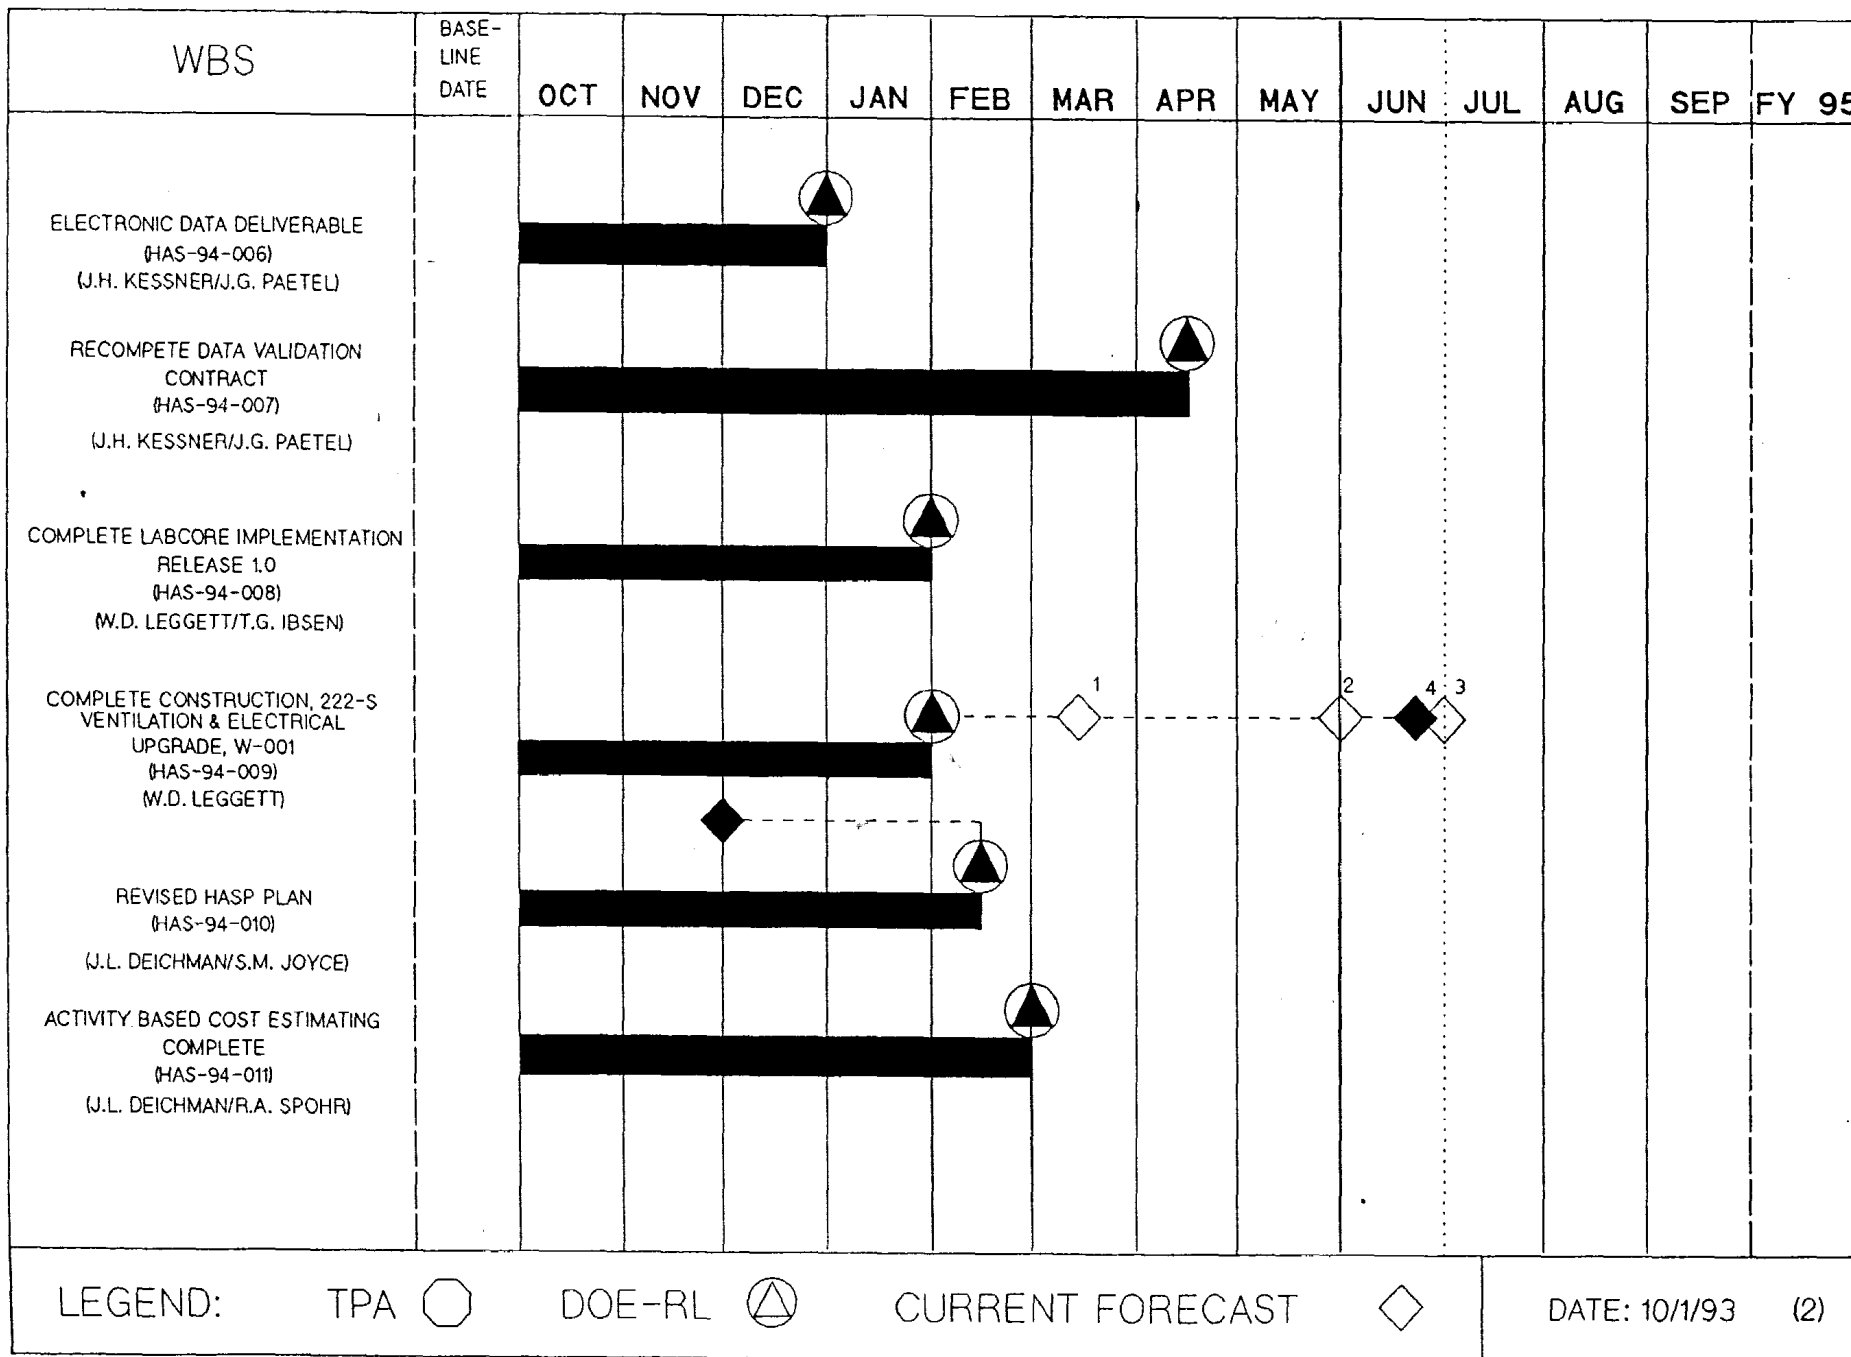 WBS
BASE-
LINE
DATE
OCT NOV DEC JAN FEB MAR APR MAY JUN JUL AUG SEP FY 95
ELECTRONIC DATA DELIVERABLE
(HAS-94-006)
(J.H. KESSNER/J.G. PAETEL)
RECOMPETE DATA VALIDATION
CONTRACT
(HAS-94-007)
(J.H. KESSNER/J.G. PAETEL)
COMPLETE LABCORE IMPLEMENTATION
RELEASE 1.0
(HAS-94-008)
(W.D. LEGGETT/T.G. IBSEN)
COMPLETE CONSTRUCTION, 222-S
VENTILATION & ELECTRICAL
UPGRADE, W-001
(HAS-94-009)
(W.D. LEGGETT)
1 2 4 3
REVISED HASP PLAN
(HAS-94-010)
(J.L. DEICHMAN/S.M. JOYCE)
ACTIVITY BASED COST ESTIMATING
COMPLETE
(HAS-94-011)
(J.L. DEICHMAN/R.A. SPOHR)
LEGEND: TPA DOE-RL CURRENT FORECAST DATE: 10/1/93 (2)